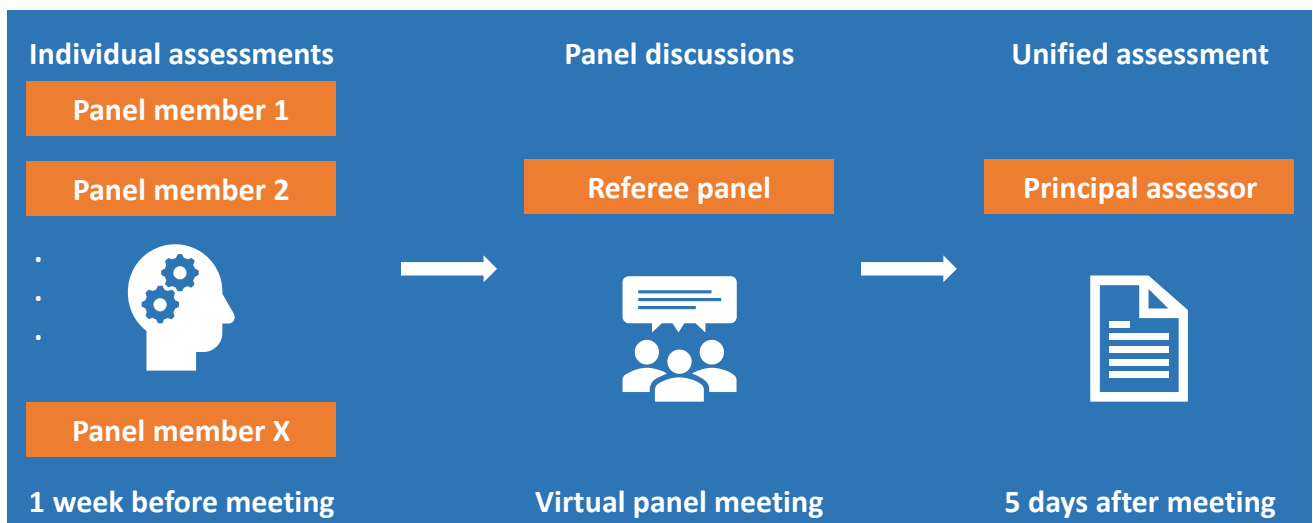 Individual assessments
Panel member 1
Panel member 2
.
.
.
Panel member X
1 week before meeting
Panel discussions
Referee panel
Virtual panel meeting
Unified assessment
Principal assessor
5 days after meeting